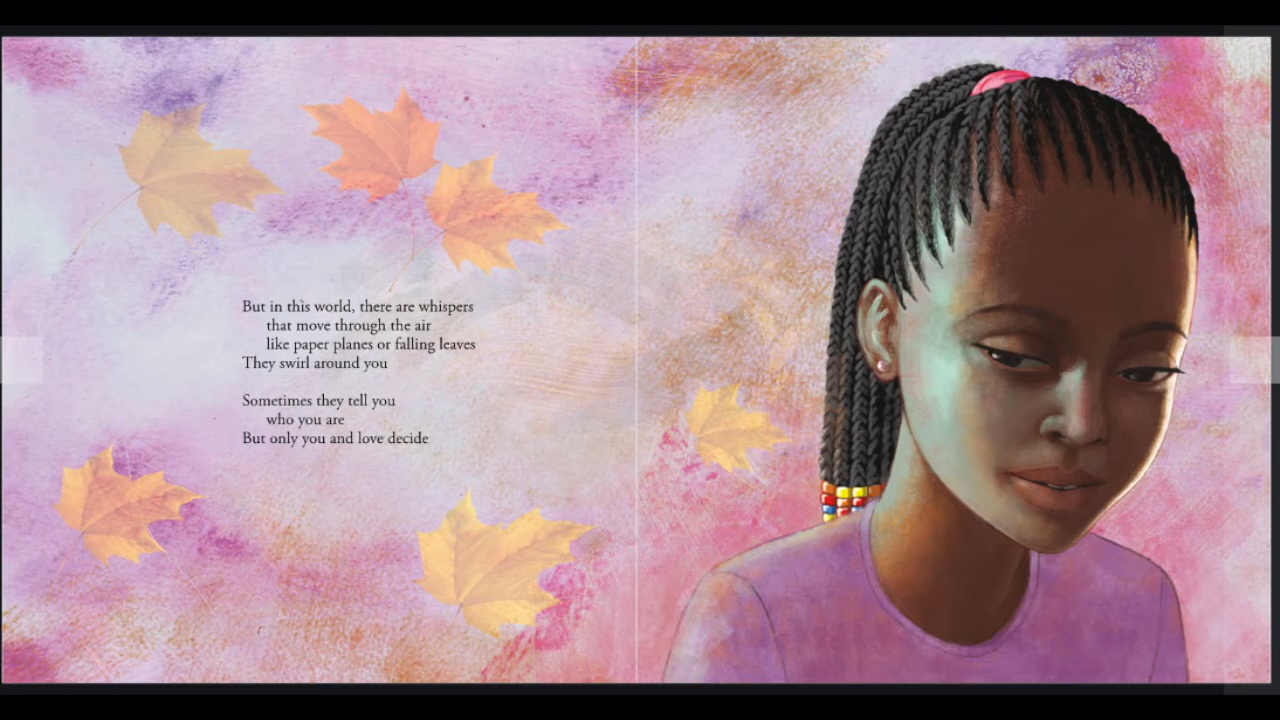 But in this world, there are whispers
that move through the air
like paper planes or falling leaves
They swirl around you
Sometimes they tell you
who you are
But only you and love decide